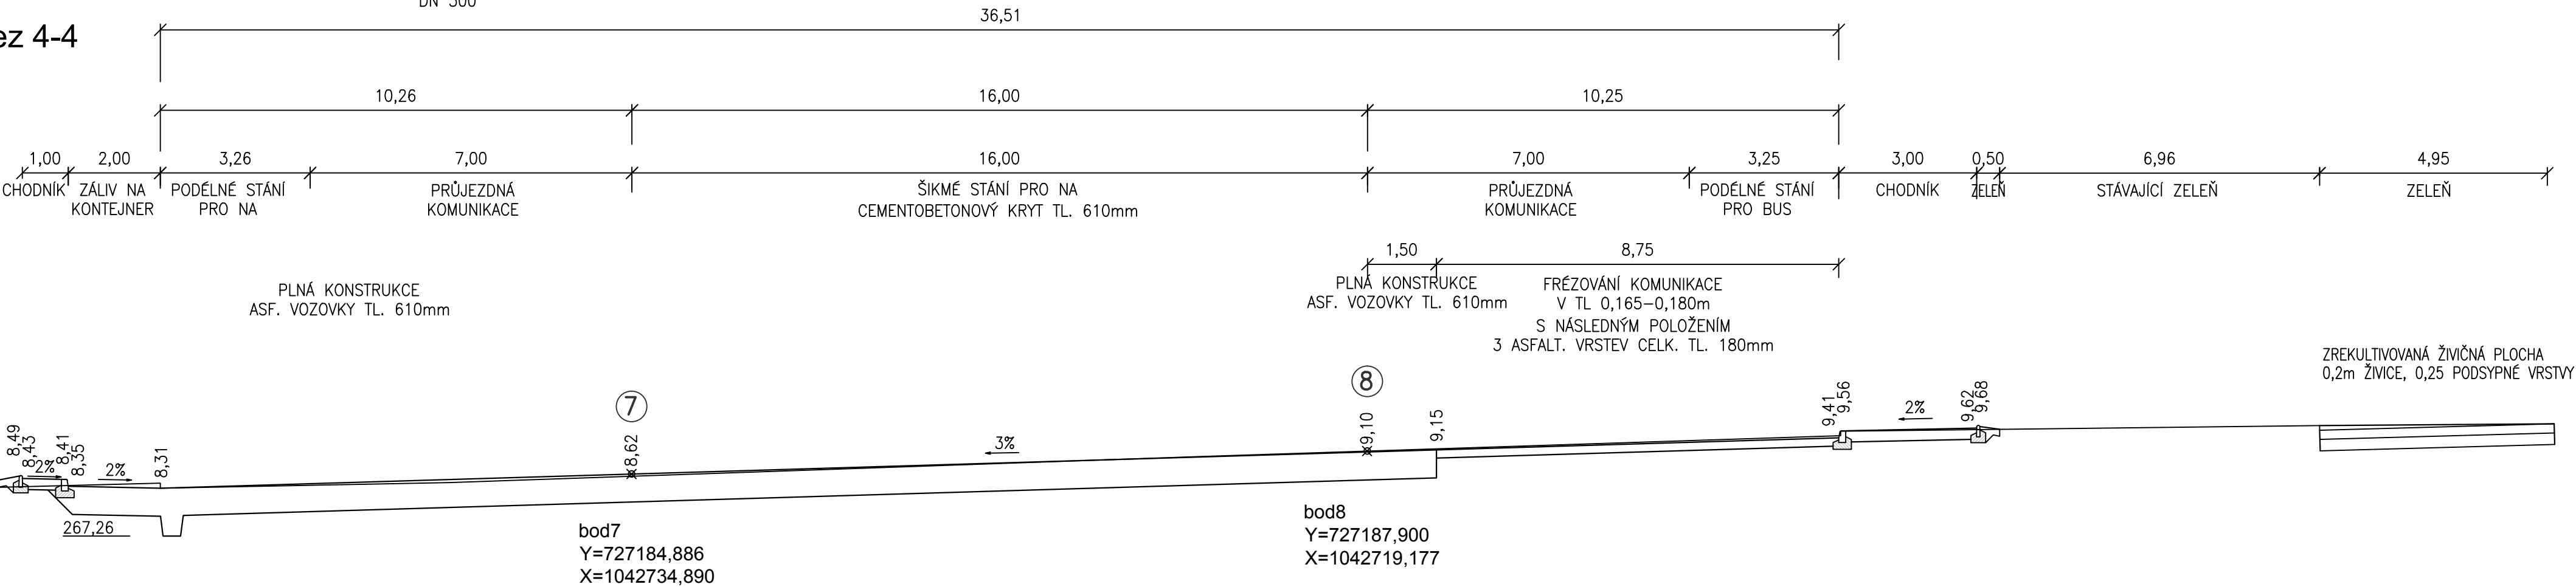 DN 300
ez 4-4
36,51
10,26 16,00 10,25
1,00 2,00 3,26 7,00 16,00 7,00 3,25 3,00 0,50 6,96 4,95
CHODNÍK
ZÁLIV NA
KONTEJNER
PODÉLNÉ STÁNÍ
PRO NA
PRŮJEZDNÁ
KOMUNIKACE
ŠIKMÉ STÁNÍ PRO NA
CEMENTOBETONOVÝ KRYT TL. 610mm
PRŮJEZDNÁ
KOMUNIKACE
PODÉLNÉ STÁNÍ
PRO BUS
CHODNÍK
ZELEŇ
STÁVAJÍCÍ ZELEŇ
ZELEŇ
1,50 8,75
PLNÁ KONSTRUKCE
ASF. VOZOVKY TL. 610mm
PLNÁ KONSTRUKCE
ASF. VOZOVKY TL. 610mm
FRÉZOVÁNÍ KOMUNIKACE
V TL 0,165–0,180m
S NÁSLEDNÝM POLOŽENÍM
3 ASFALT. VRSTEV CELK. TL. 180mm
ZREKULTIVOVANÁ ŽIVIČNÁ PLOCHA
0,2m ŽIVICE, 0,25 PODSYPNÉ VRSTVY
7
8
8,49
8,43
8,41
8,35
8,31
8,62
9,10
9,15
9,41
9,56
9,62
9,68
2%
2%
3%
2%
267,26
bod7
Y=727184,886
X=1042734,890
bod8
Y=727187,900
X=1042719,177